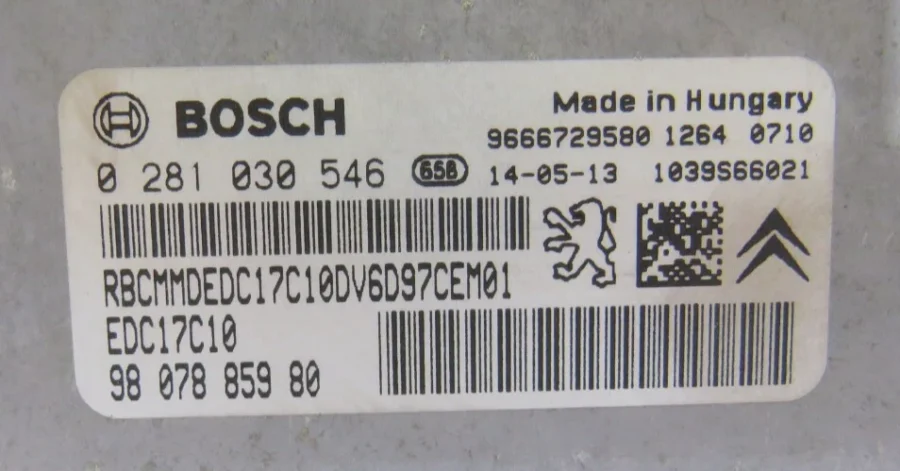 BOSCH
Made in Hungary
9666729580 1264 0710
0 281 030 546 658 14-05-13 1039S66021
RBCMMDEDC17C10DV6D97CEM01
EDC17C10
98 078 859 80